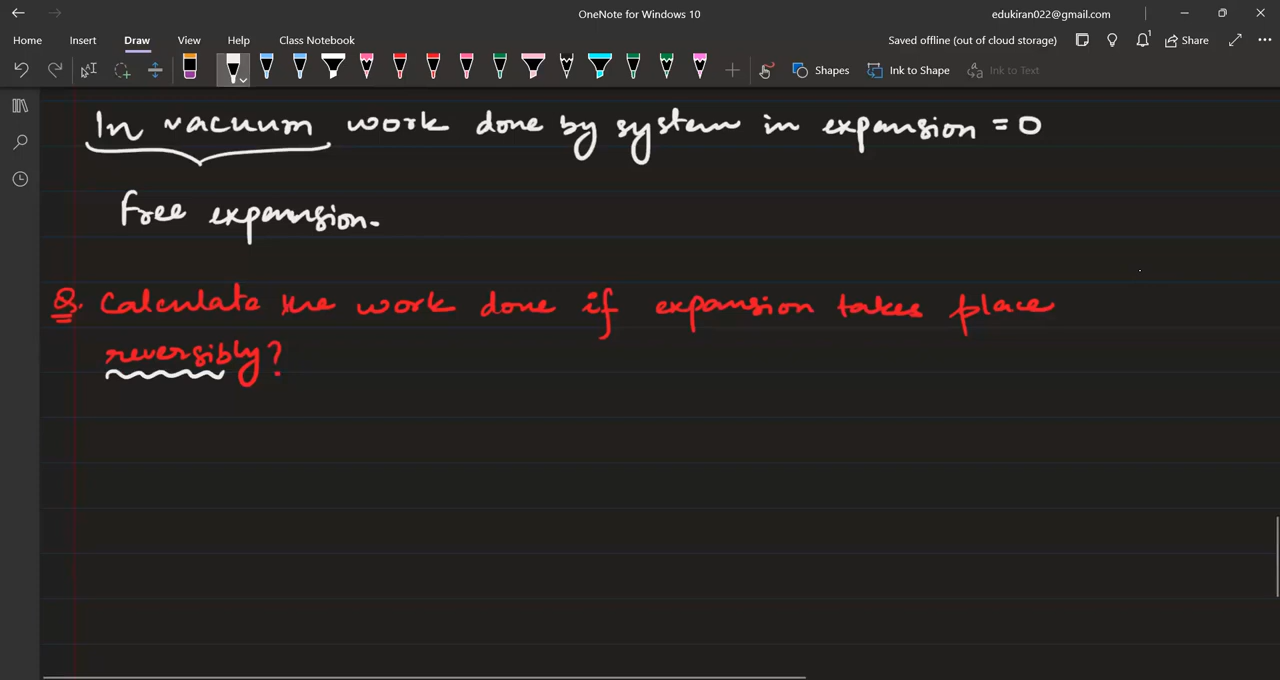 OneNote for Windows 10
edukiran022@gmail.com
Home Insert Draw View Help Class Notebook
Saved offline (out of cloud storage)
Share
Shapes
Ink to Shape
Ink to Text
In vacuum work done by system in expansion = 0
Free expansion.
Q. Calculate the work done if expansion takes place
reversibly?